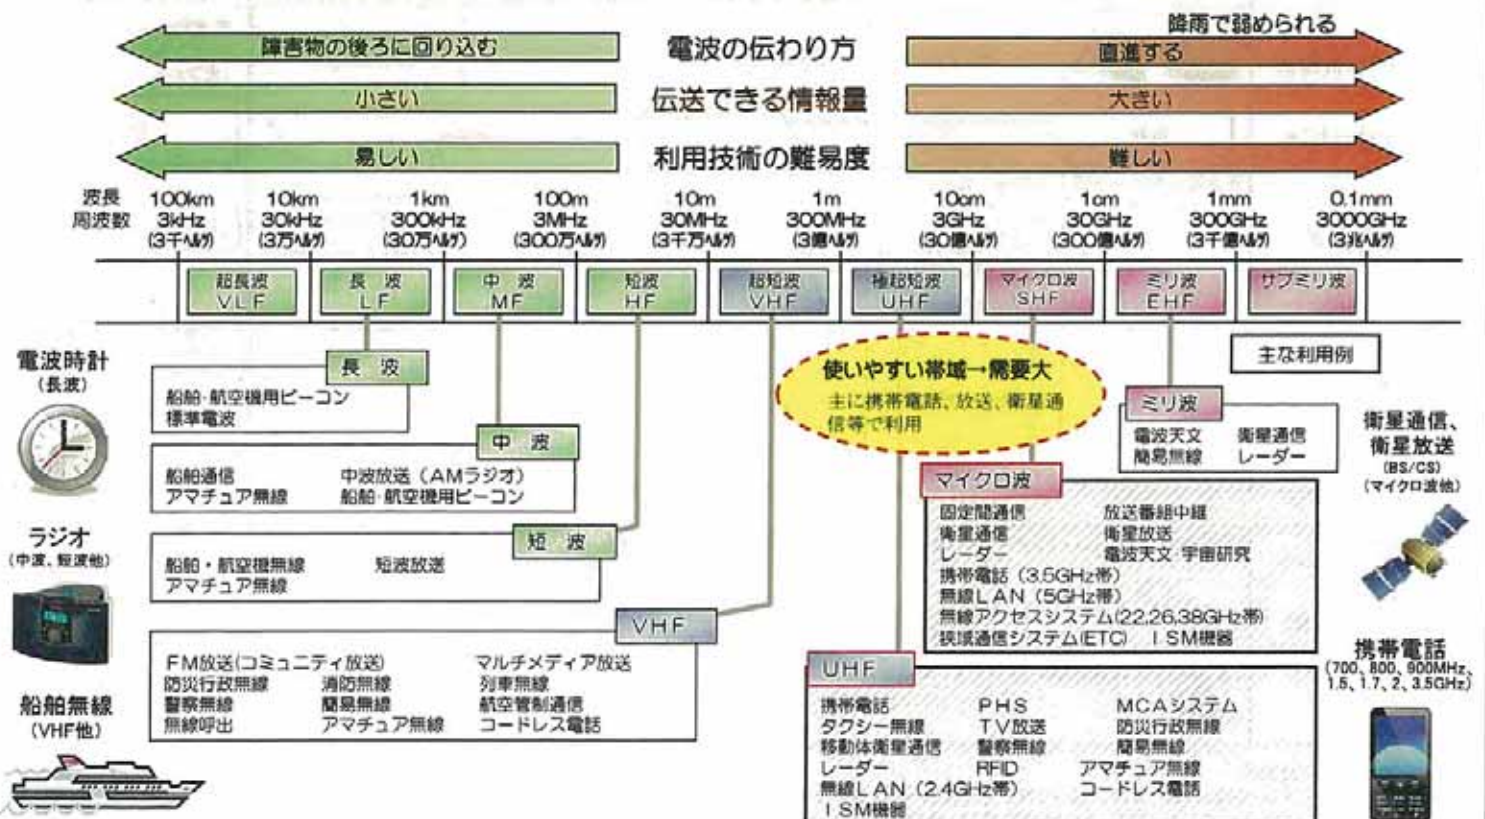 降雨で弱められる
障害物の後ろに回り込む 電波の伝わり方 直進する
小さい 伝送できる情報量 大きい
易しい 利用技術の難易度 難しい
波長 100km 10km 1km 100m 10m 1m 10cm 1cm 1mm 0.1mm
周波数 3kHz 30kHz 300kHz 3MHz 30MHz 300MHz 3GHz 30GHz 300GHz 3000GHz
(3千ヘルツ) (3万ヘルツ) (30万ヘルツ) (300万ヘルツ) (3千万ヘルツ) (3億ヘルツ) (30億ヘルツ) (300億ヘルツ) (3千億ヘルツ) (3兆ヘルツ)
超長波 長波 中波 短波 超短波 極超短波 マイクロ波 ミリ波 サブミリ波
VLF LF MF HF VHF UHF SHF EHF
主な利用例
電波時計
(長波)
長波
船舶・航空機用ビーコン
標準電波
中波
船舶通信 中波放送(AMラジオ)
アマチュア無線 船舶・航空機用ビーコン
ラジオ
(中波、短波他)
短波
船舶・航空機無線 短波放送
アマチュア無線
船舶無線
(VHF他)
VHF
FM放送(コミュニティ放送) マルチメディア放送
防災行政無線 消防無線 列車無線
警察無線 簡易無線 航空管制通信
無線呼出 アマチュア無線 コードレス電話
使いやすい帯域→需要大
主に携帯電話、放送、衛星通
信等で利用
ミリ波
電波天文 衛星通信
簡易無線 レーダー
衛星通信、
衛星放送
(BS/CS)
(マイクロ波他)
マイクロ波
固定間通信 放送番組中継
衛星通信 衛星放送
レーダー 電波天文・宇宙研究
携帯電話(3.5GHz帯)
無線LAN(5GHz帯)
無線アクセスシステム(22,26,38GHz帯)
狭域通信システム(ETC) ISM機器
携帯電話
(700、800、900MHz、
1.5、1.7、2、3.5GHz)
UHF
携帯電話 PHS MCAシステム
タクシー無線 TV放送 防災行政無線
移動体衛星通信 警察無線 簡易無線
レーダー RFID アマチュア無線
無線LAN(2.4GHz帯) コードレス電話
ISM機器